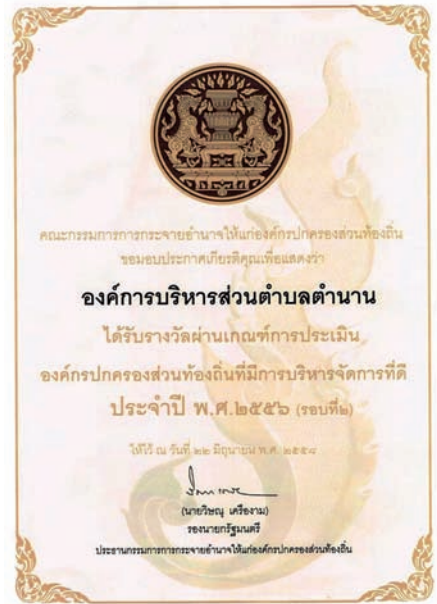 คณะกรรมการการกระจายอำนาจให้แก่องค์กรปกครองส่วนท้องถิ่น
ขอมอบประกาศเกียรติคุณเพื่อแสดงว่า
องค์การบริหารส่วนตำบลตำนาน
ได้รับรางวัลผ่านเกณฑ์การประเมิน
องค์กรปกครองส่วนท้องถิ่นที่มีการบริหารจัดการที่ดี
ประจำปี พ.ศ.๒๕๕๖ (รอบที่๒)
ให้ไว้ ณ วันที่ ๒๒ มิถุนายน พ.ศ. ๒๕๕๘
(นายวิษณุ เครืองาม)
รองนายกรัฐมนตรี
ประธานกรรมการการกระจายอำนาจให้แก่องค์กรปกครองส่วนท้องถิ่น